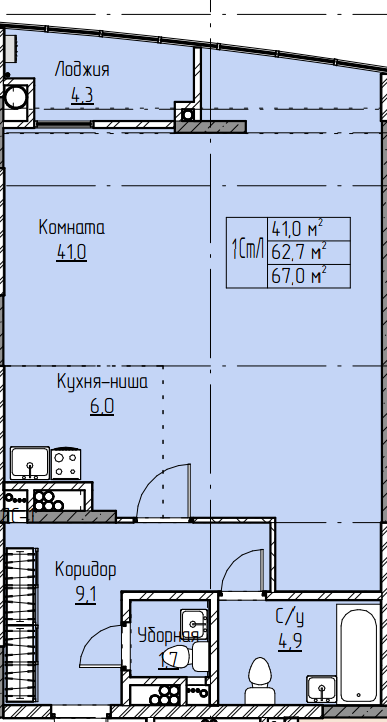 Лоджия
4.3
Комната
41,0
1Ст/1
41,0 м²
62,7 м²
67,0 м²
Кухня-ниша
6,0
Коридор
9,1
Уборная
1,7
С/у
4,9